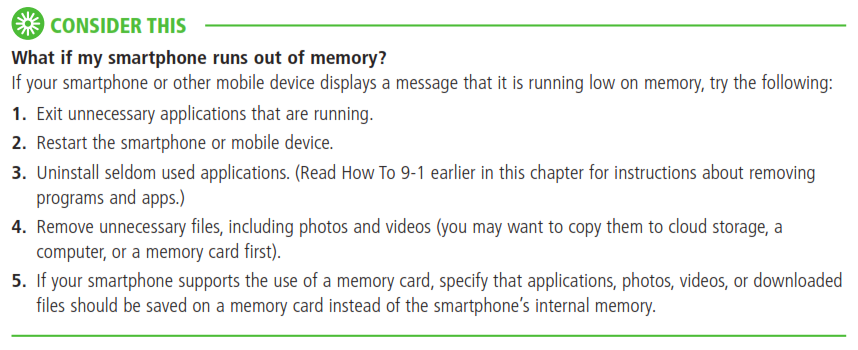 CONSIDER THIS
What if my smartphone runs out of memory?
If your smartphone or other mobile device displays a message that it is running low on memory, try the following:
1. Exit unnecessary applications that are running.
2. Restart the smartphone or mobile device.
3. Uninstall seldom used applications. (Read How To 9-1 earlier in this chapter for instructions about removing
programs and apps.)
4. Remove unnecessary files, including photos and videos (you may want to copy them to cloud storage, a
computer, or a memory card first).
5. If your smartphone supports the use of a memory card, specify that applications, photos, videos, or downloaded
files should be saved on a memory card instead of the smartphone’s internal memory.